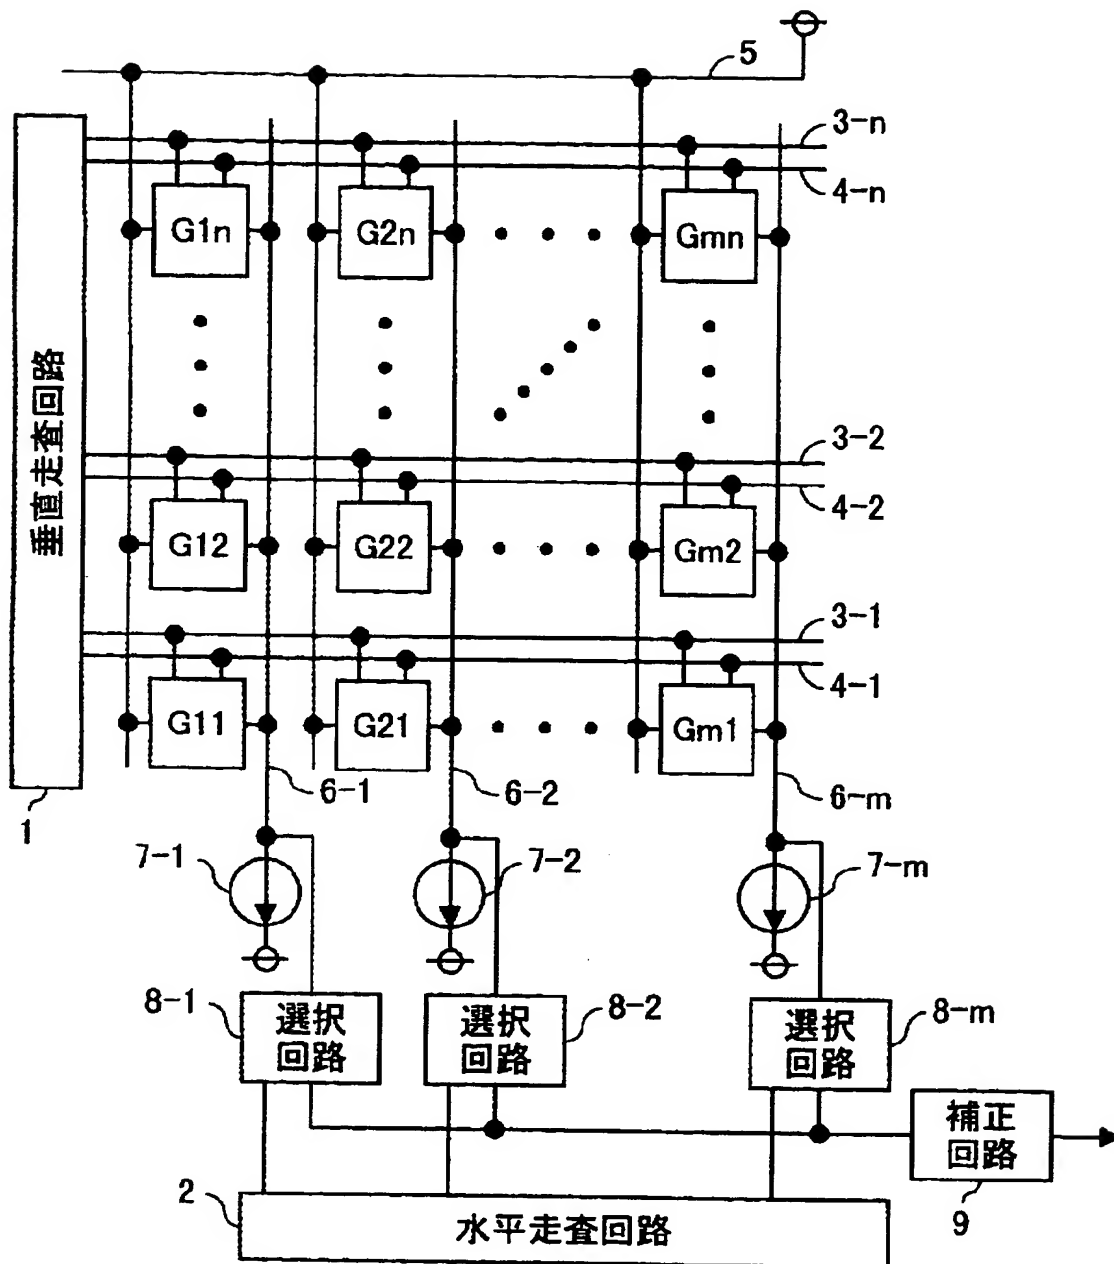 5
3-n
4-n
G1n
G2n
Gmn
垂直走査回路
3-2
4-2
G12
G22
Gm2
3-1
4-1
G11
G21
Gm1
6-1
6-2
6-m
1
7-1
7-2
7-m
8-1
選択
回路
8-2
選択
回路
8-m
選択
回路
補正
回路
9
2
水平走査回路